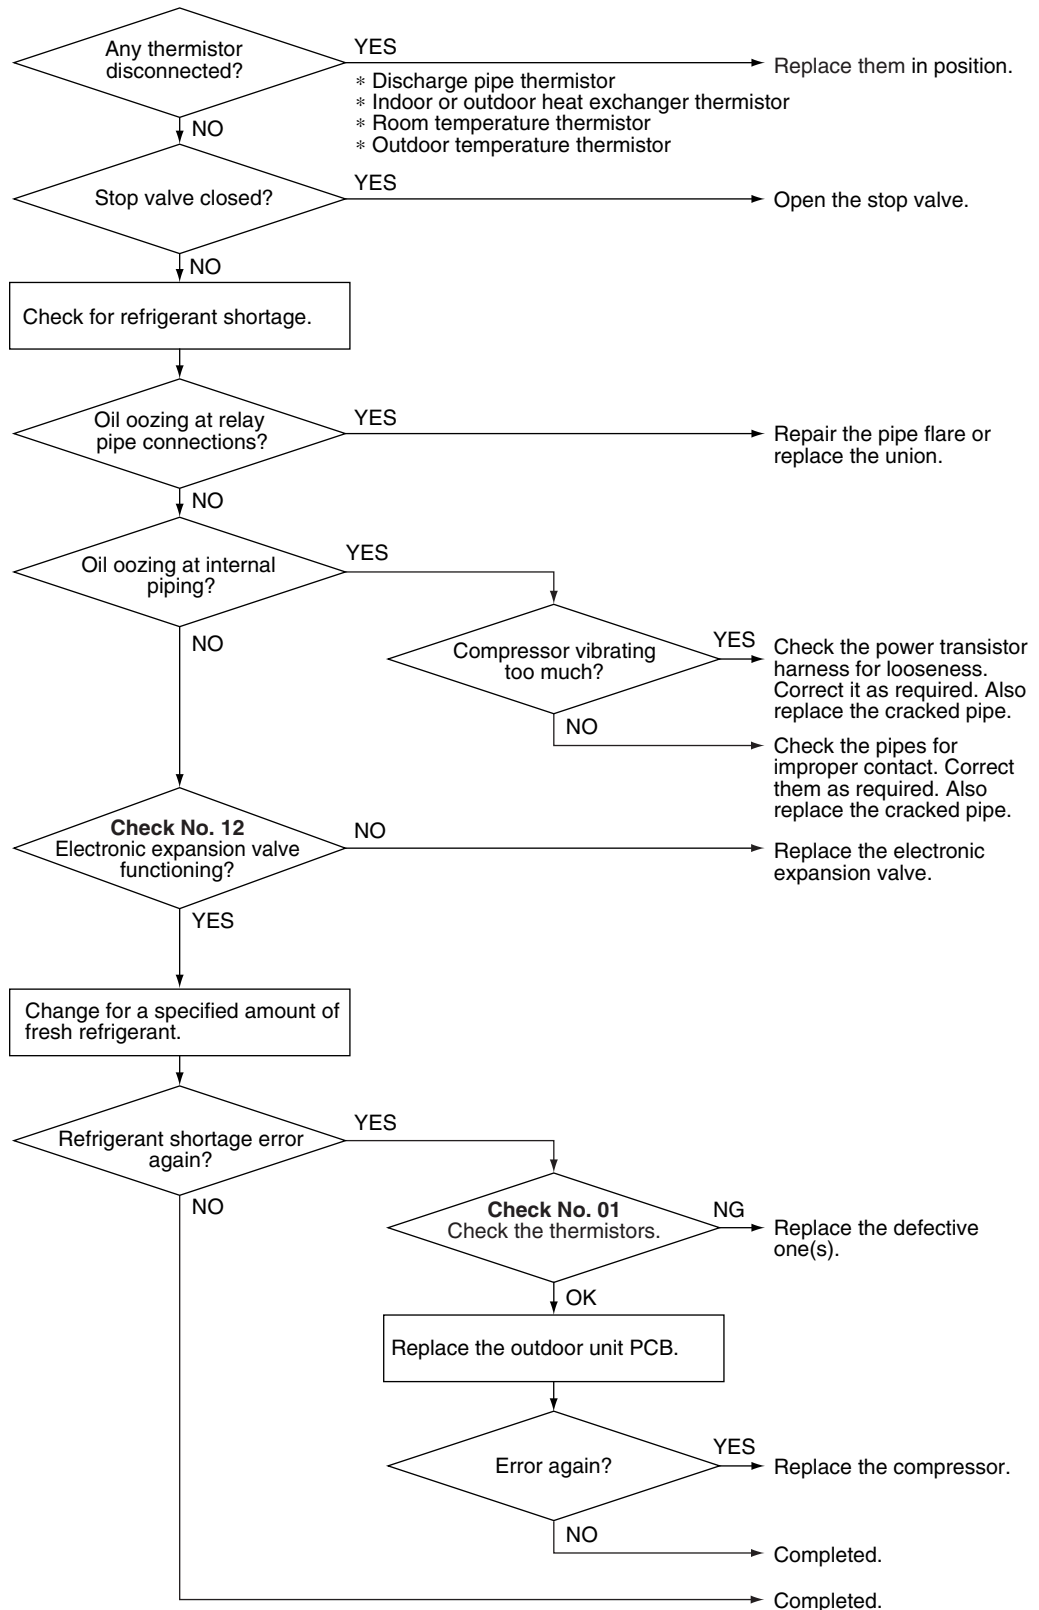 Any thermistor
disconnected?
YES
Replace them in position.
* Discharge pipe thermistor
* Indoor or outdoor heat exchanger thermistor
* Room temperature thermistor
* Outdoor temperature thermistor
NO
Stop valve closed?
YES
Open the stop valve.
NO
Check for refrigerant shortage.
Oil oozing at relay
pipe connections?
YES
Repair the pipe flare or
replace the union.
NO
Oil oozing at internal
piping?
YES
NO
Compressor vibrating
too much?
YES
Check the power transistor
harness for looseness.
Correct it as required. Also
replace the cracked pipe.
NO
Check the pipes for
improper contact. Correct
them as required. Also
replace the cracked pipe.
Check No. 12
Electronic expansion valve
functioning?
NO
Replace the electronic
expansion valve.
YES
Change for a specified amount of
fresh refrigerant.
Refrigerant shortage error
again?
YES
NO
Check No. 01
Check the thermistors.
NG
Replace the defective
one(s).
OK
Replace the outdoor unit PCB.
Error again?
YES
Replace the compressor.
NO
Completed.
Completed.